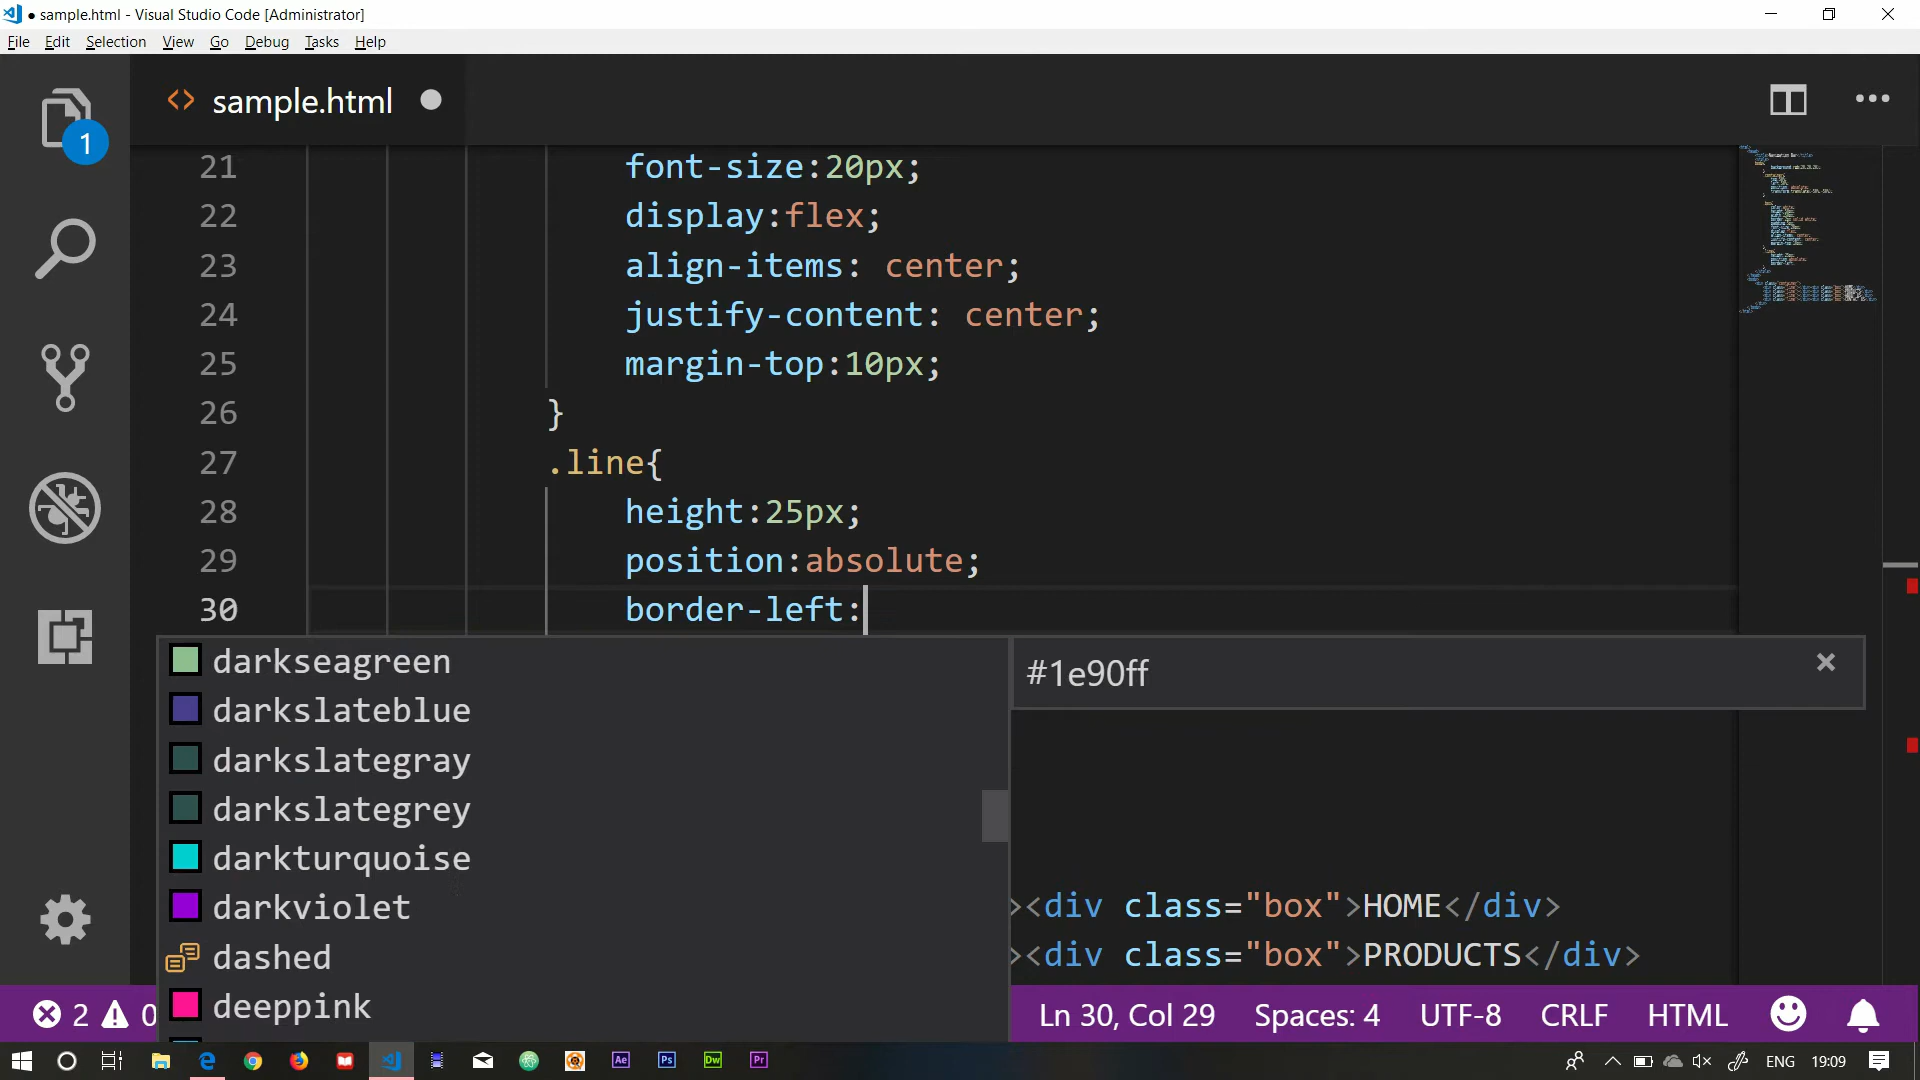 sample.html - Visual Studio Code [Administrator]
File Edit Selection View Go Debug Tasks Help
1
<> sample.html
21 font-size:20px;
22 display:flex;
23 align-items: center;
24 justify-content: center;
25 margin-top:10px;
26 }
27 .line{
28 height:25px;
29 position:absolute;
30 border-left:
darkseagreen
#1e90ff
darkslateblue
darkslategray
darkslategrey
darkturquoise
darkviolet
><div class="box">HOME</div>
dashed
><div class="box">PRODUCTS</div>
deeppink
2 0 Ln 30, Col 29 Spaces: 4 UTF-8 CRLF HTML
Ae Ps Dw Pr ENG 19:09